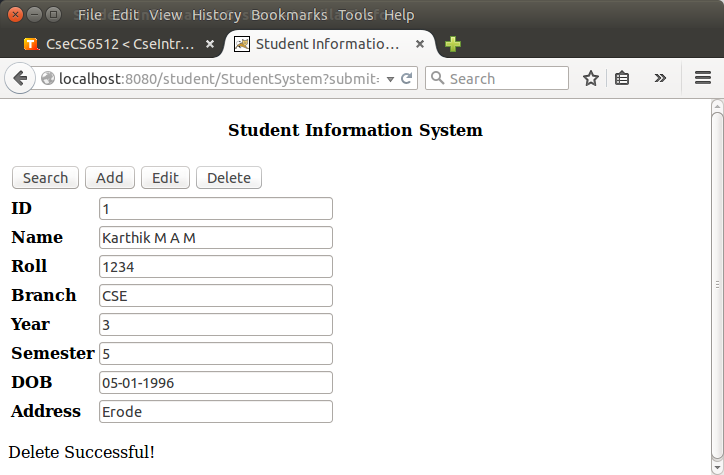 File Edit View History Bookmarks Tools Help
CseCS6512 < CseIntr...
Student Informatio...
localhost:8080/student/StudentSystem?submit=
Search
Student Information System
Search Add Edit Delete
ID 1
Name Karthik M A M
Roll 1234
Branch CSE
Year 3
Semester 5
DOB 05-01-1996
Address Erode
Delete Successful!